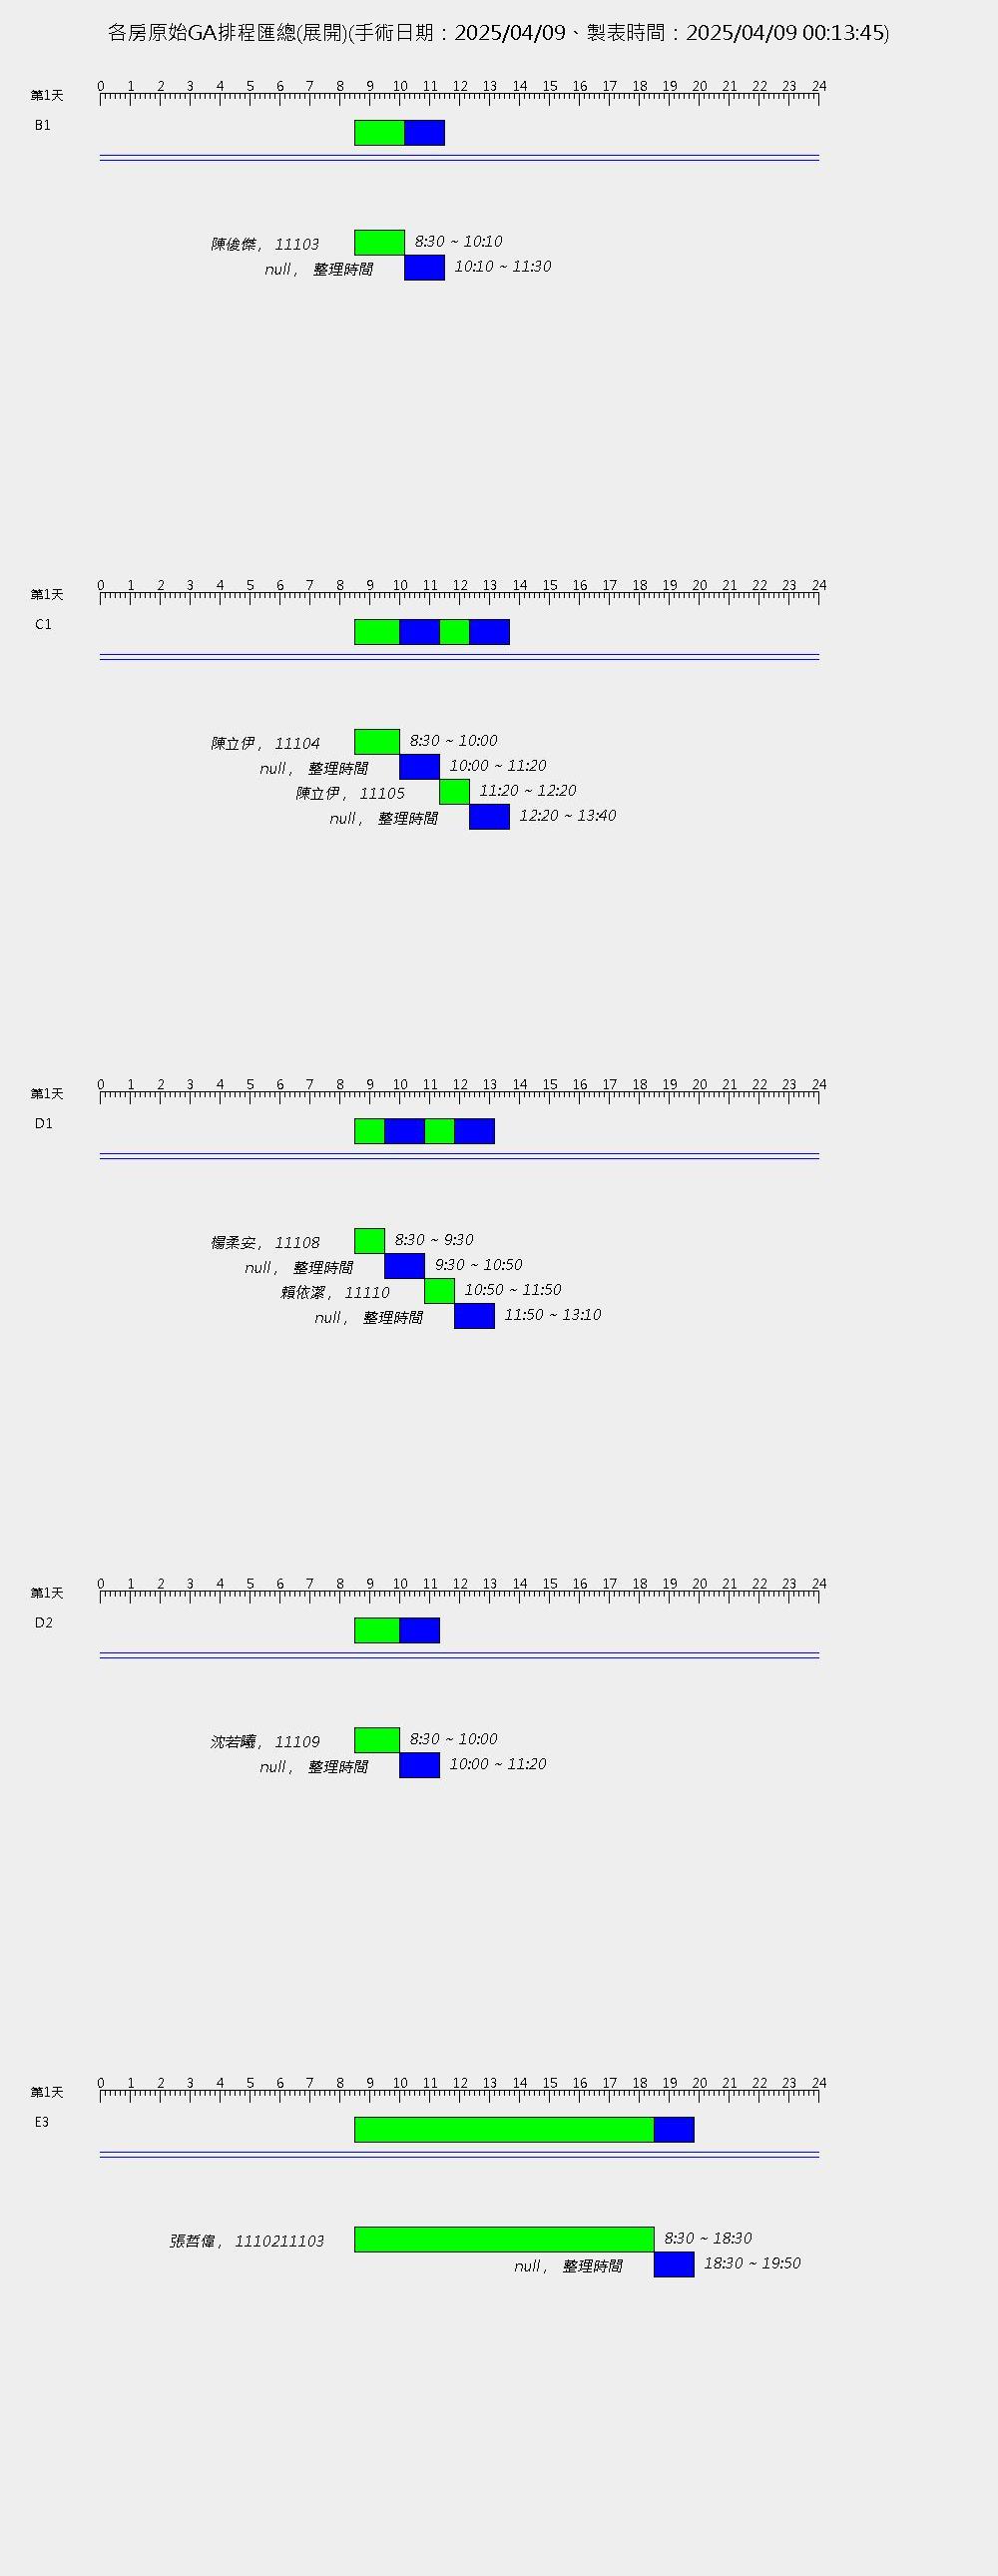 各房原始GA排程匯總(展開)(手術日期：2025/04/09、製表時間：2025/04/09 00:13:45)
第1天 0 1 2 3 4 5 6 7 8 9 10 11 12 13 14 15 16 17 18 19 20 21 22 23 24
B1
陳俊傑, 11103 8:30 ~ 10:10
null, 整理時間 10:10 ~ 11:30
第1天 0 1 2 3 4 5 6 7 8 9 10 11 12 13 14 15 16 17 18 19 20 21 22 23 24
C1
陳立伊, 11104 8:30 ~ 10:00
null, 整理時間 10:00 ~ 11:20
陳立伊, 11105 11:20 ~ 12:20
null, 整理時間 12:20 ~ 13:40
第1天 0 1 2 3 4 5 6 7 8 9 10 11 12 13 14 15 16 17 18 19 20 21 22 23 24
D1
楊柔安, 11108 8:30 ~ 9:30
null, 整理時間 9:30 ~ 10:50
賴依潔, 11110 10:50 ~ 11:50
null, 整理時間 11:50 ~ 13:10
第1天 0 1 2 3 4 5 6 7 8 9 10 11 12 13 14 15 16 17 18 19 20 21 22 23 24
D2
沈若曦, 11109 8:30 ~ 10:00
null, 整理時間 10:00 ~ 11:20
第1天 0 1 2 3 4 5 6 7 8 9 10 11 12 13 14 15 16 17 18 19 20 21 22 23 24
E3
張哲偉, 1110211103 8:30 ~ 18:30
null, 整理時間 18:30 ~ 19:50